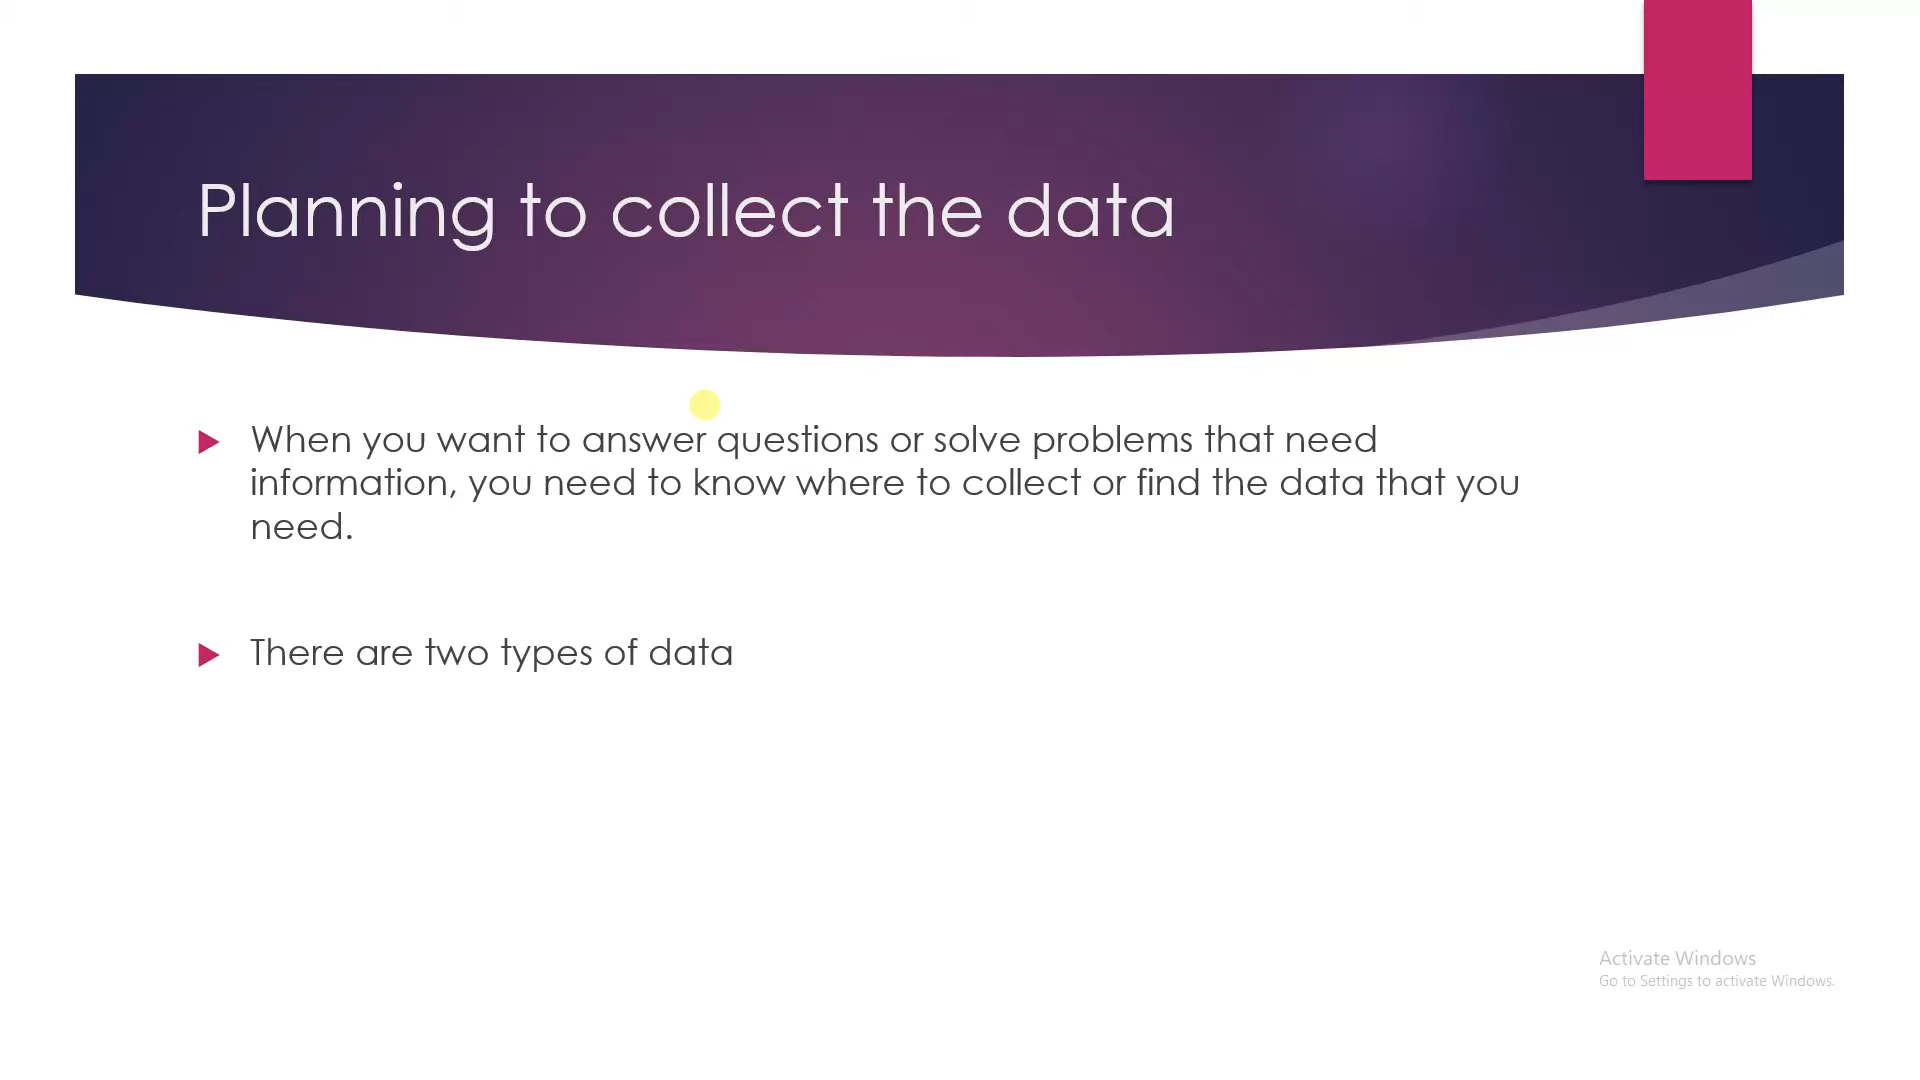 Planning to collect the data
When you want to answer questions or solve problems that need
information, you need to know where to collect or find the data that you
need.
There are two types of data
Activate Windows
Go to Settings to activate Windows.